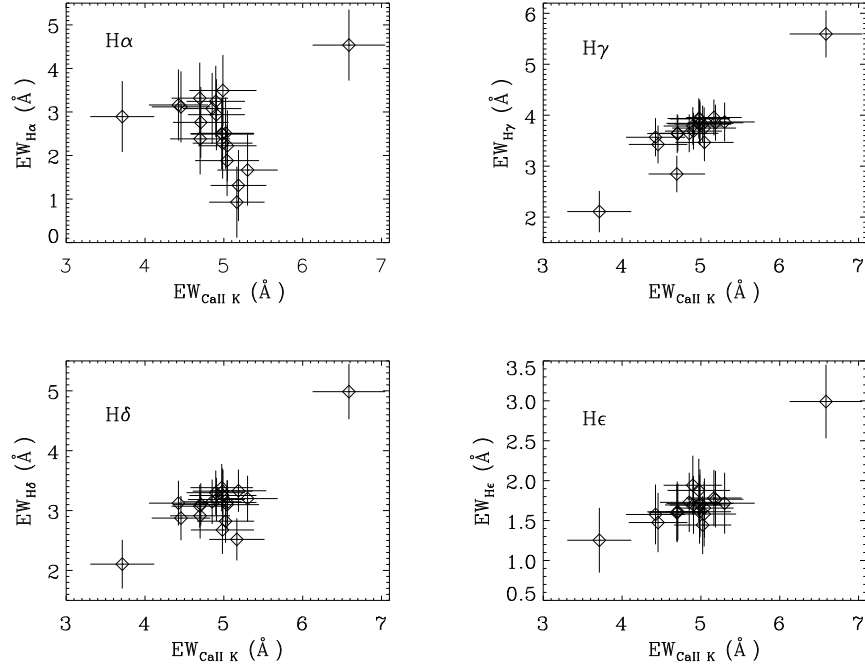 Hα
EW_Hα (Å)
5
4
3
2
1
0
3 4 5 6 7
EW_CaII K (Å)
Hγ
EW_Hγ (Å)
6
5
4
3
2
3 4 5 6 7
EW_CaII K (Å)
Hδ
EW_Hδ (Å)
5
4
3
2
3 4 5 6 7
EW_CaII K (Å)
Hϵ
EW_Hϵ (Å)
3.5
3.0
2.5
2.0
1.5
1.0
0.5
3 4 5 6 7
EW_CaII K (Å)